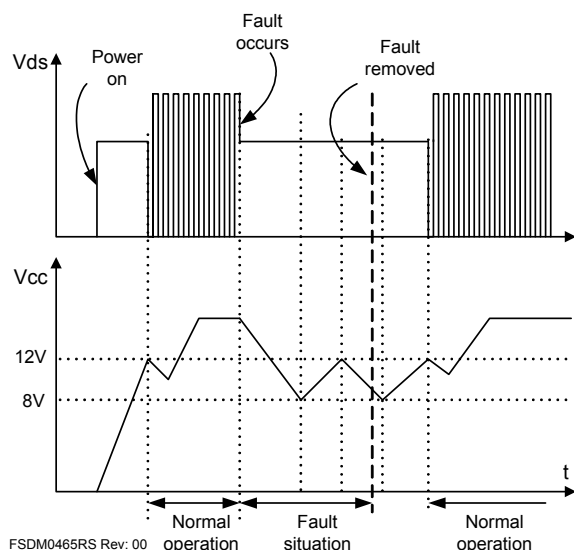 Fault
occurs
Vds
Power
on
Fault
removed
Vcc
12V
8V
t
Normal
operation
Fault
situation
Normal
operation
FSDM0465RS Rev: 00